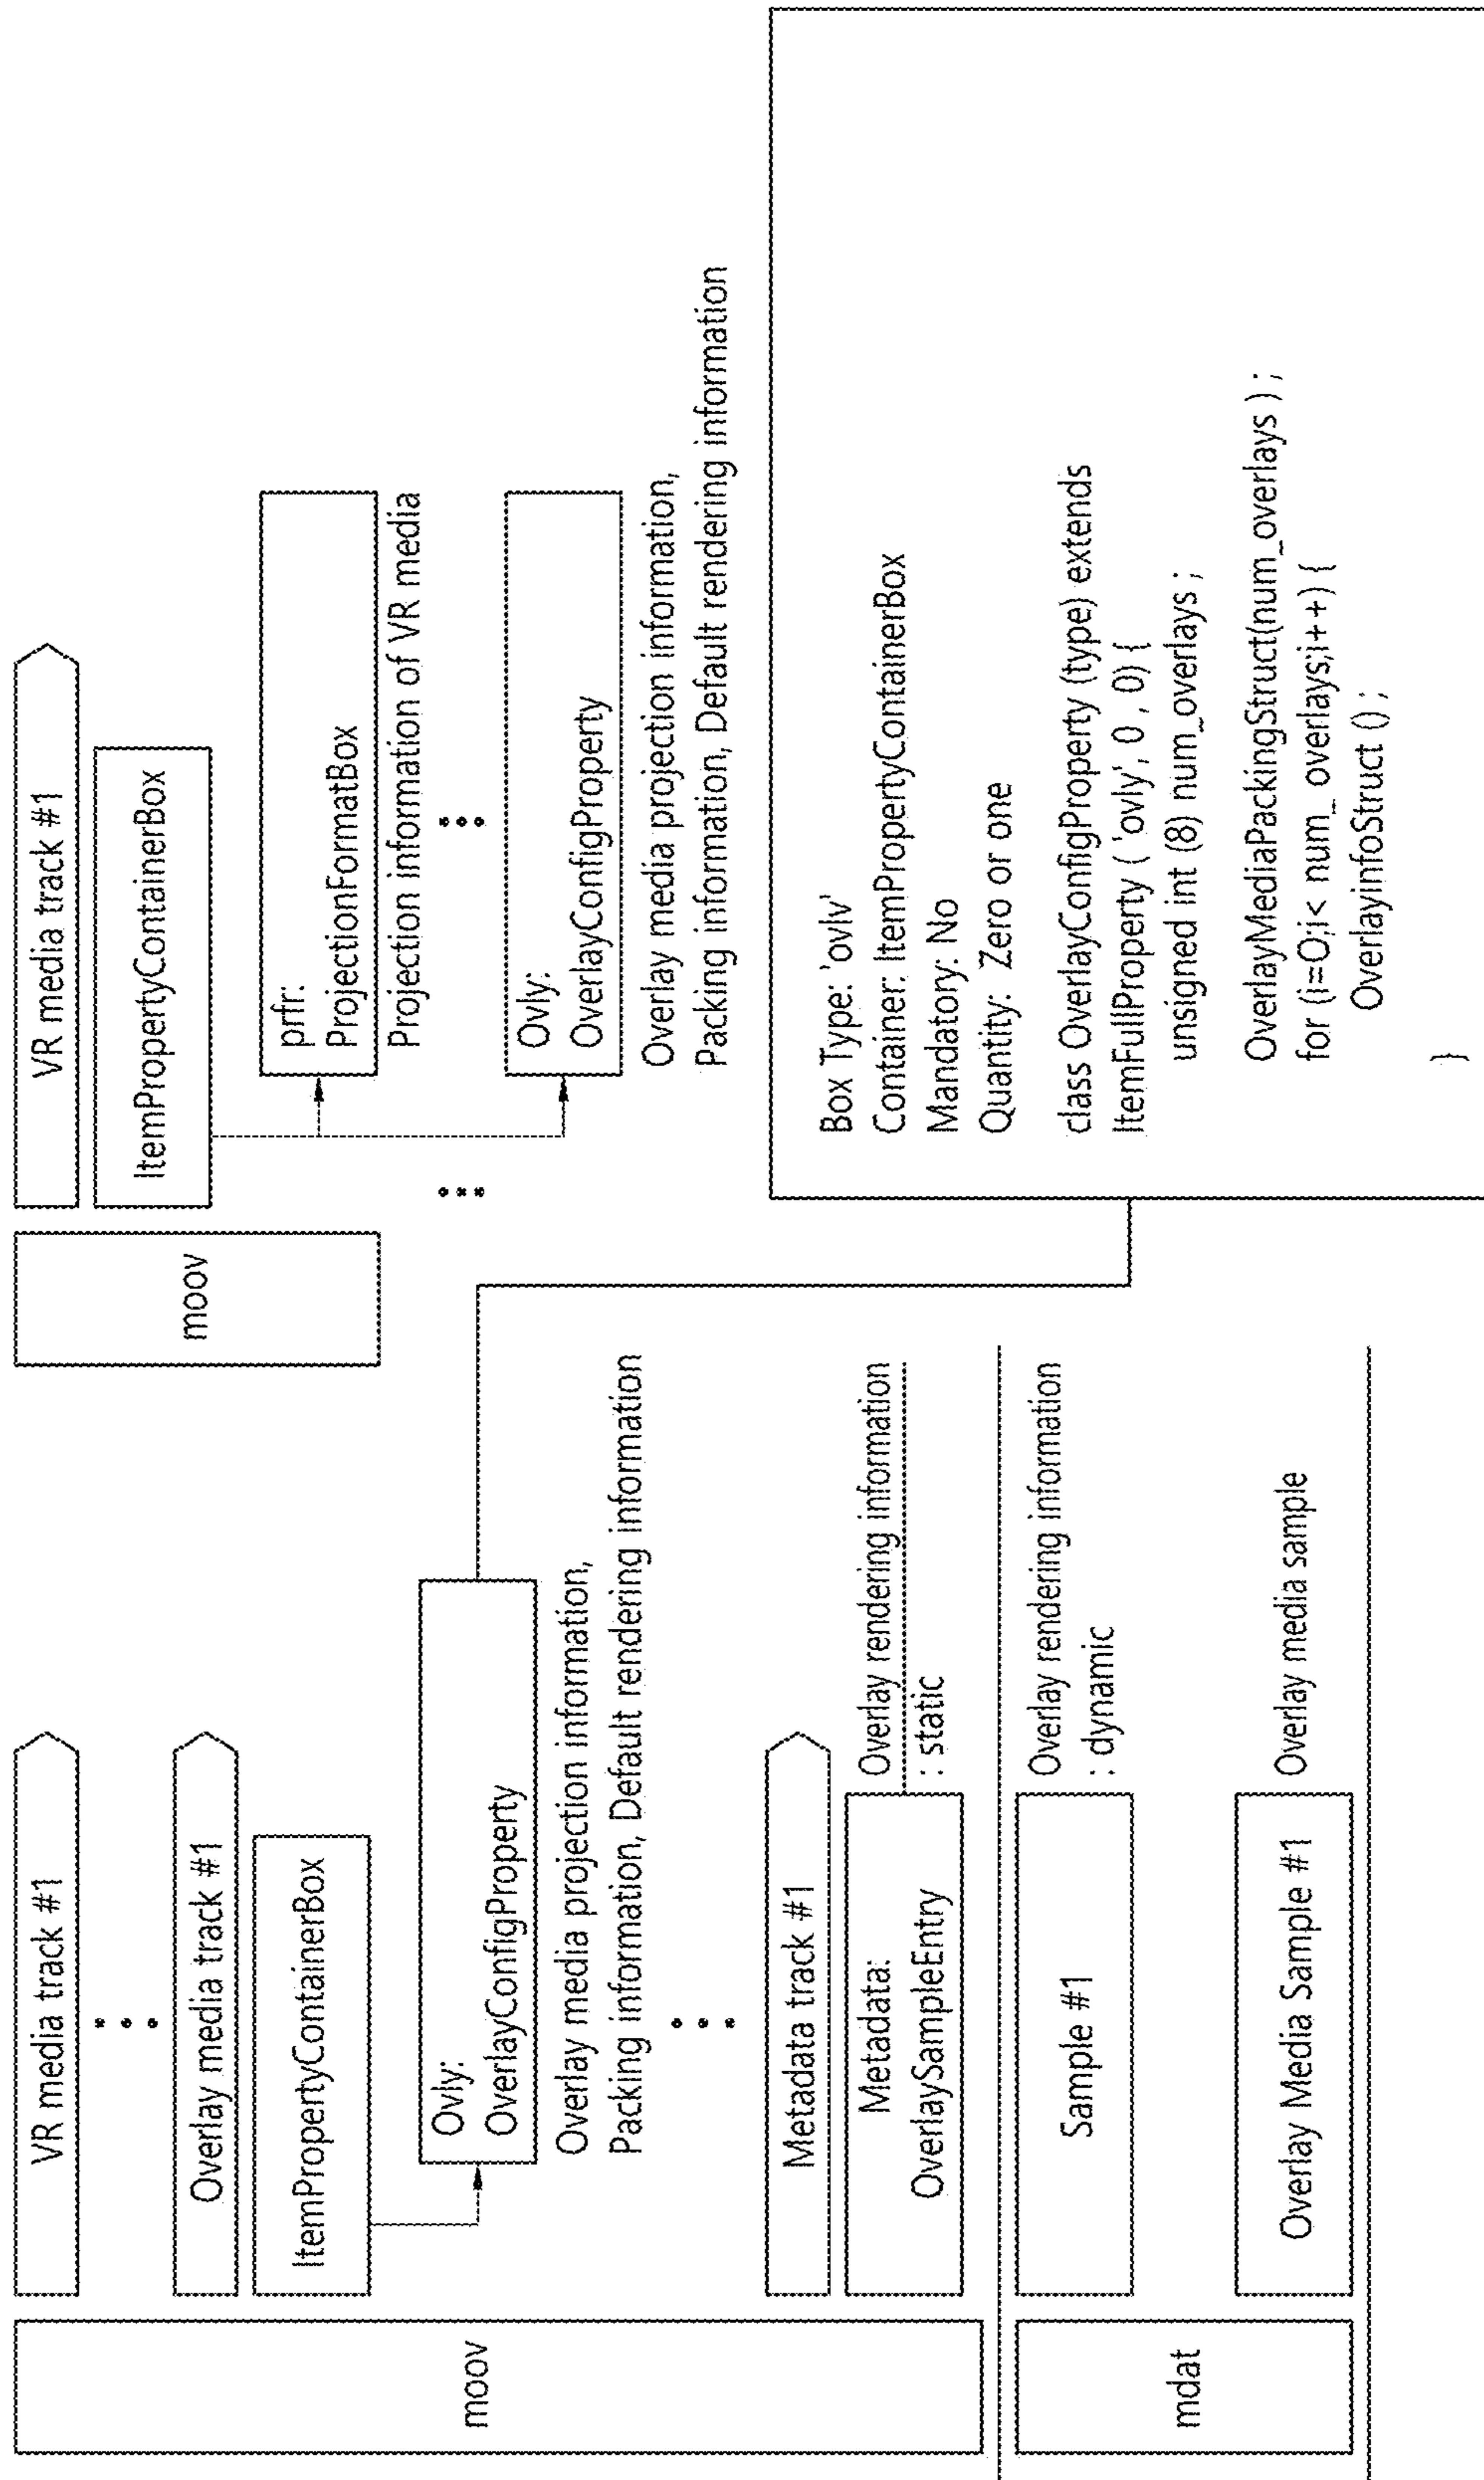 moov
VR media track #1
Overlay media track #1
ItemPropertyContainerBox
Ovly:
OverlayConfigProperty
Overlay media projection information,
Packing information, Default rendering information
Metadata track #1
Metadata:
OverlaySampleEntry
Overlay rendering information
: static
mdat
Sample #1
Overlay rendering information
: dynamic
Overlay Media Sample #1
Overlay media sample
moov
VR media track #1
ItemPropertyContainerBox
prfr:
ProjectionFormatBox
Projection information of VR media
Ovly:
OverlayConfigProperty
Overlay media projection information,
Packing information, Default rendering information
Box Type: 'ovlv'
Container: ItemPropertyContainerBox
Mandatory: No
Quantity: Zero or one
class OverlayConfigProperty (type) extends
ItemFullProperty ( 'ovly', 0 , 0) {
unsigned int (8) num_overlays ;
OverlayMediaPackingStruct(num_overlays ) ;
for (i=O;i< num_ overlays;i++) {
OverlayinfoStruct () ;
}